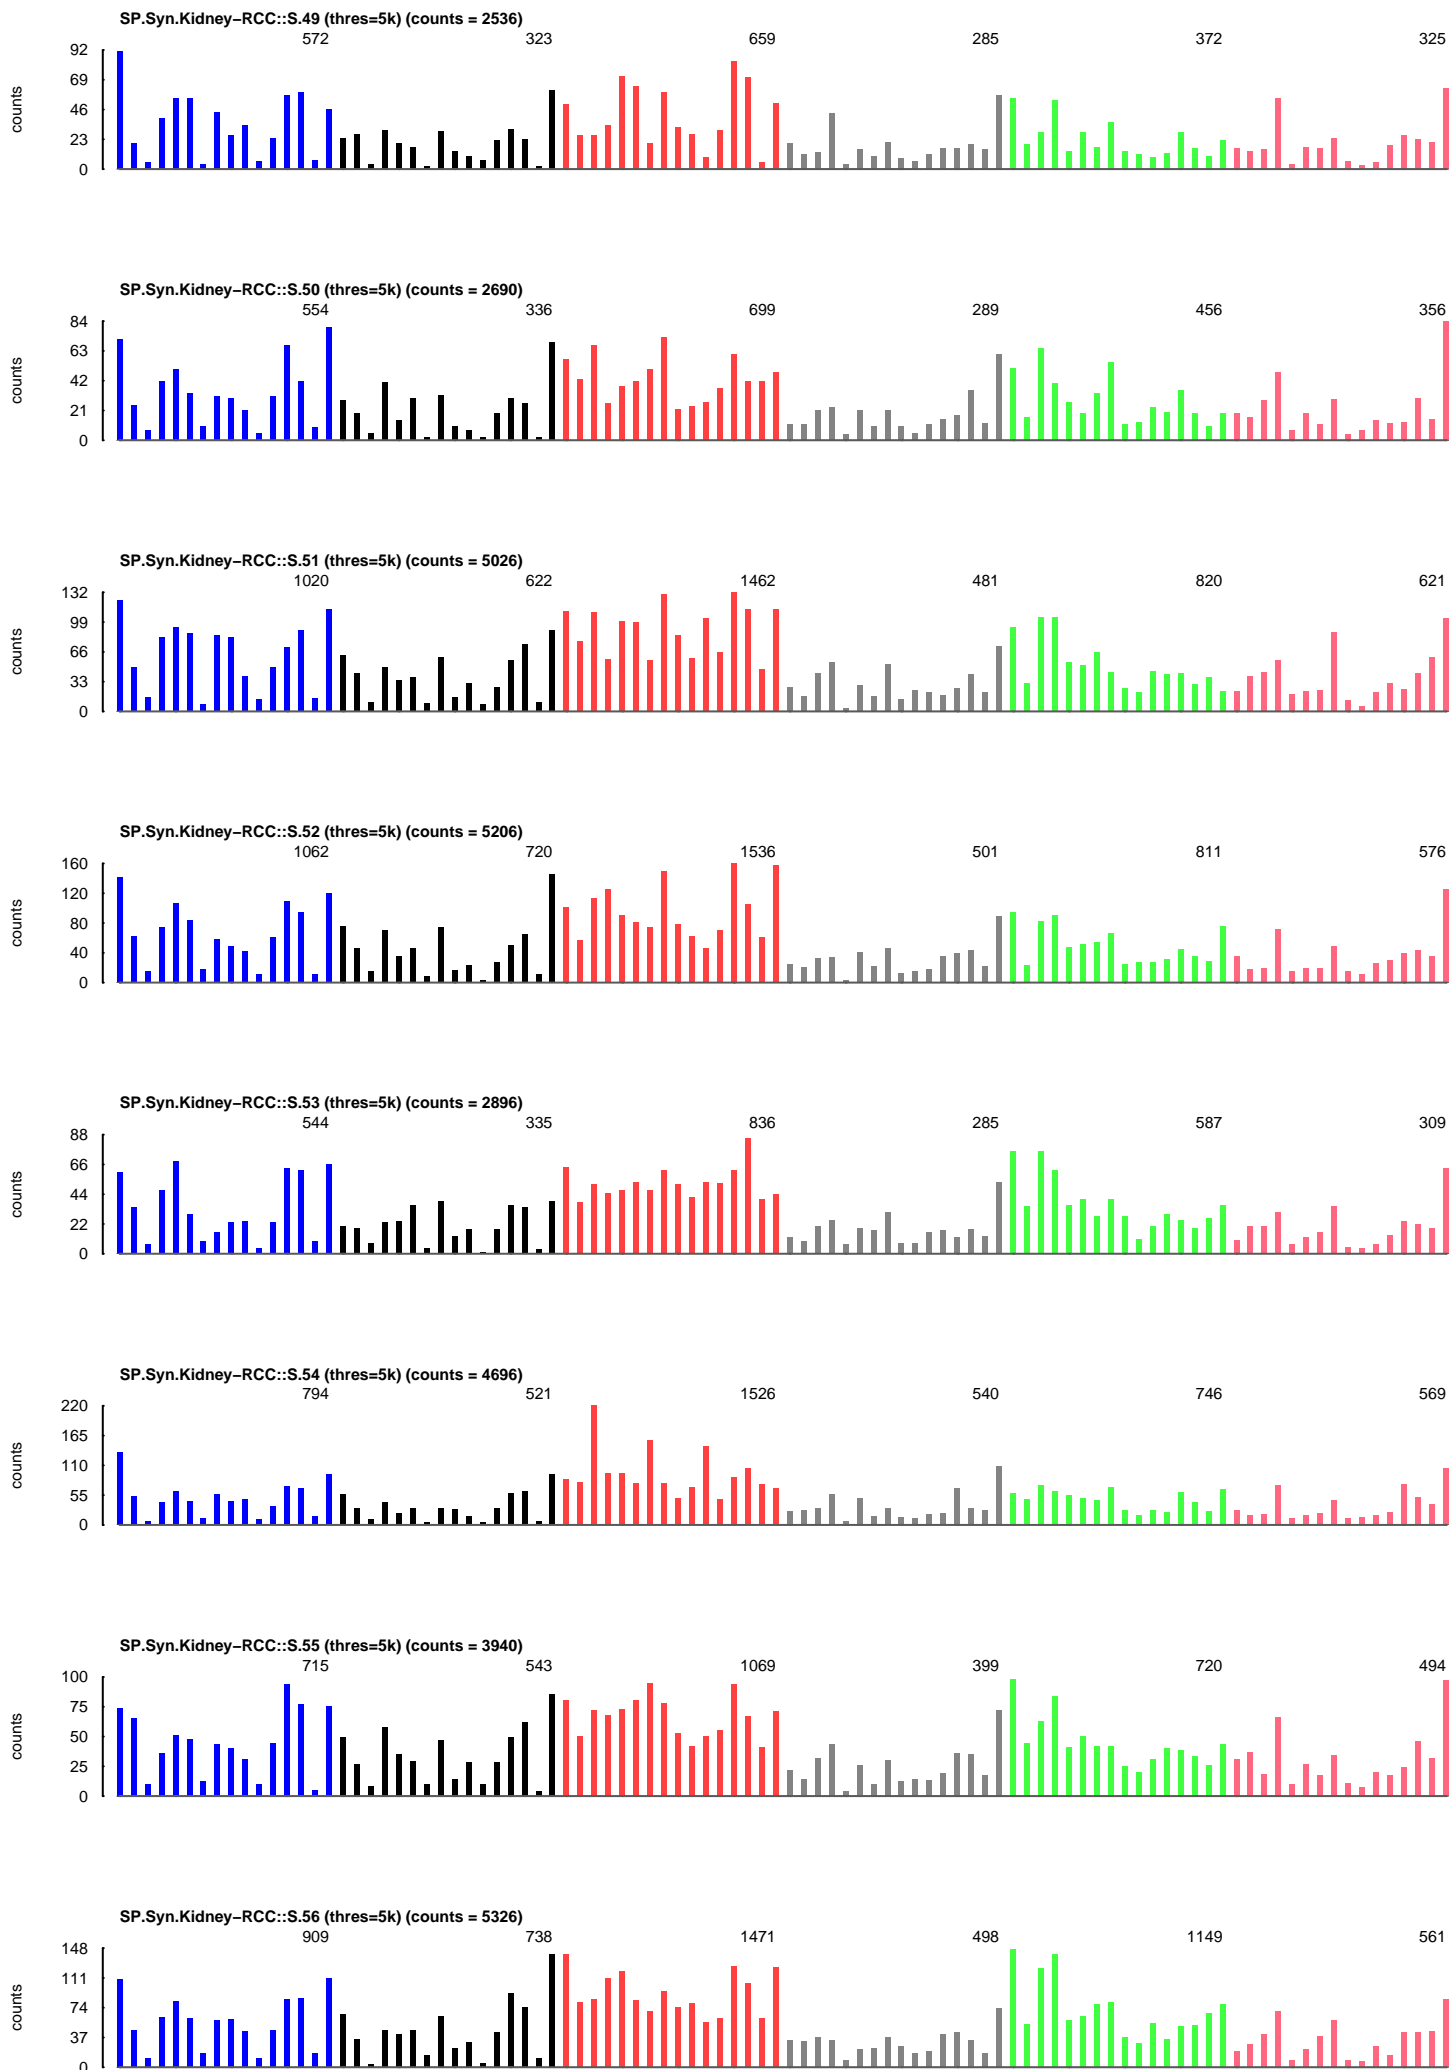 SP.Syn.Kidney−RCC::S.49 (thres=5k) (counts = 2536)
572 323 659 285 372 325
92
69
46
23
0
counts
SP.Syn.Kidney−RCC::S.50 (thres=5k) (counts = 2690)
554 336 699 289 456 356
84
63
42
21
0
counts
SP.Syn.Kidney−RCC::S.51 (thres=5k) (counts = 5026)
1020 622 1462 481 820 621
132
99
66
33
0
counts
SP.Syn.Kidney−RCC::S.52 (thres=5k) (counts = 5206)
1062 720 1536 501 811 576
160
120
80
40
0
counts
SP.Syn.Kidney−RCC::S.53 (thres=5k) (counts = 2896)
544 335 836 285 587 309
88
66
44
22
0
counts
SP.Syn.Kidney−RCC::S.54 (thres=5k) (counts = 4696)
794 521 1526 540 746 569
220
165
110
55
0
counts
SP.Syn.Kidney−RCC::S.55 (thres=5k) (counts = 3940)
715 543 1069 399 720 494
100
75
50
25
0
counts
SP.Syn.Kidney−RCC::S.56 (thres=5k) (counts = 5326)
909 738 1471 498 1149 561
148
111
74
37
0
counts